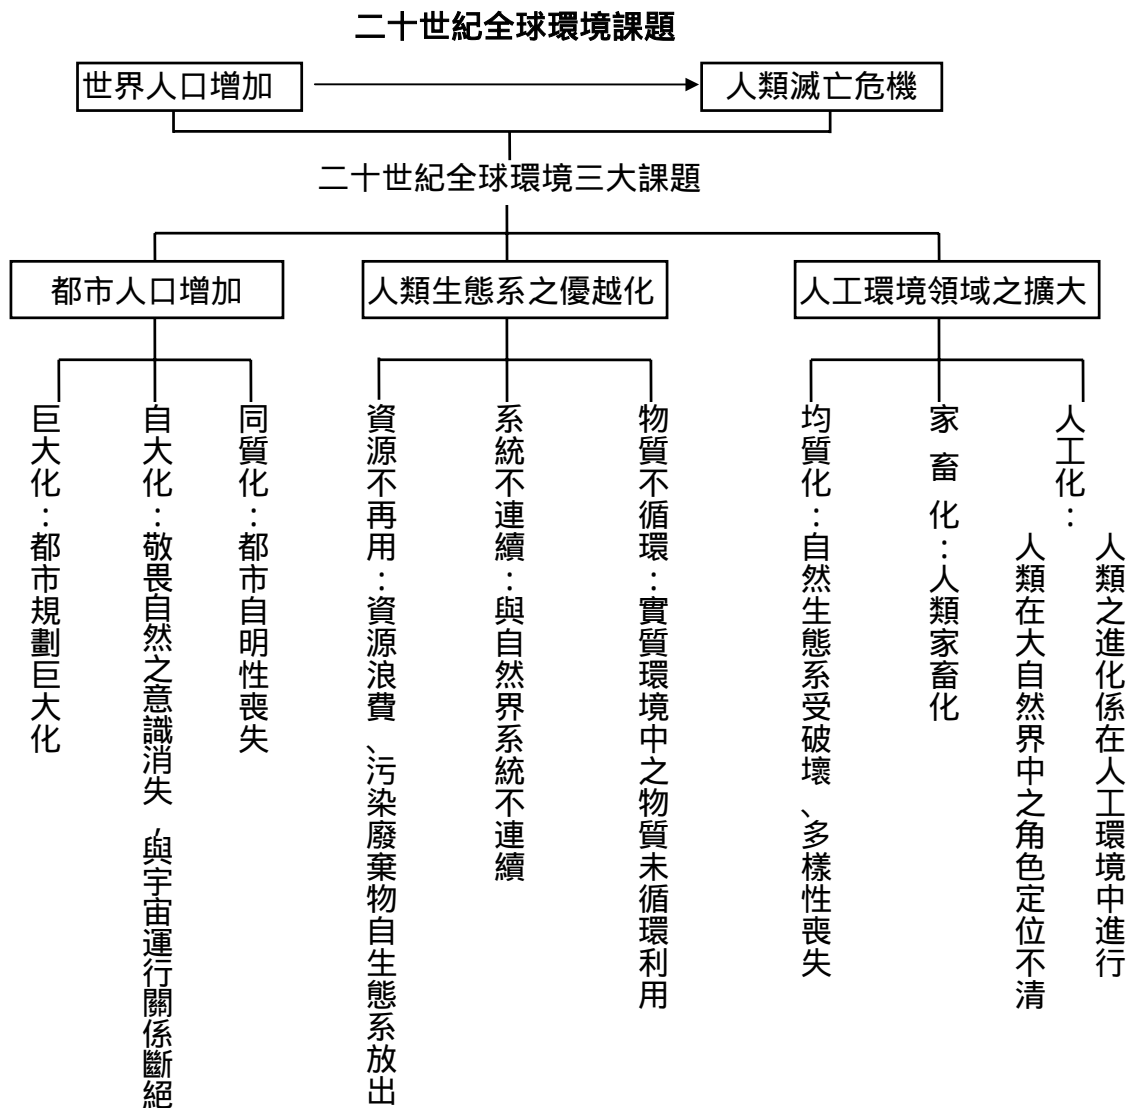 二十世紀全球環境課題
世界人口增加
人類滅亡危機
二十世紀全球環境三大課題
都市人口增加
人類生態系之優越化
人工環境領域之擴大
巨大化：都市規劃巨大化
自大化：敬畏自然之意識消失，與宇宙運行關係斷絕
同質化：都市自明性喪失
資源不再用：資源浪費、污染廢棄物自生態系放出
系統不連續：與自然界系統不連續
物質不循環：實質環境中之物質未循環利用
均質化：自然生態系受破壞、多樣性喪失
家畜化：人類家畜化
人工化：
人類之進化係在人工環境中進行
人類在大自然界中之角色定位不清